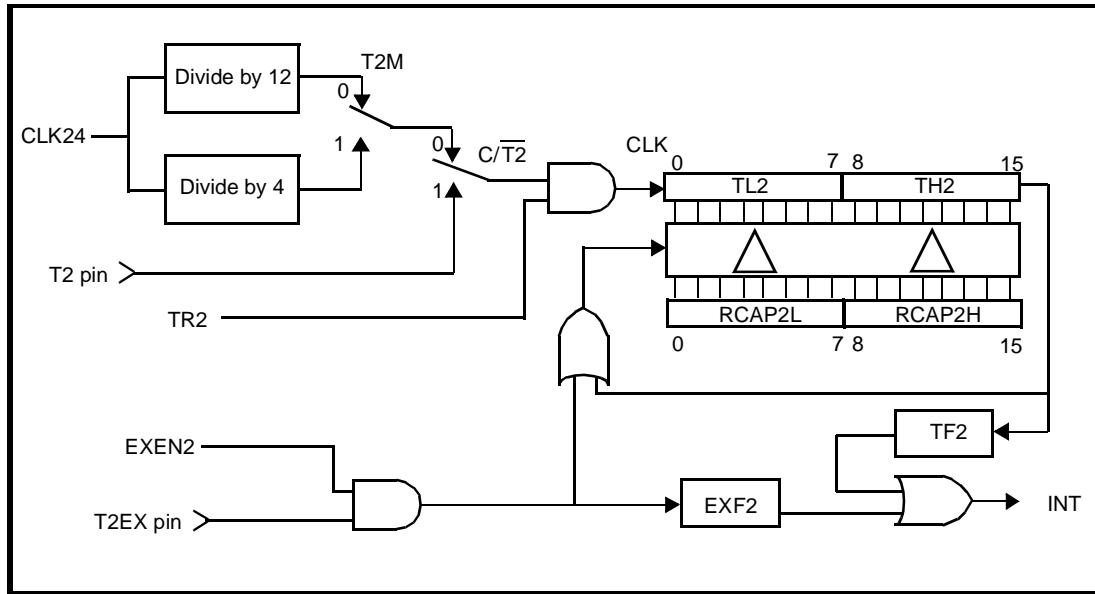 T2M
Divide by 12
0
CLK24
1
0
C/T2
CLK
0
7 8
15
Divide by 4
1
TL2
TH2
T2 pin
TR2
RCAP2L
RCAP2H
0
7 8
15
TF2
EXEN2
T2EX pin
EXF2
INT